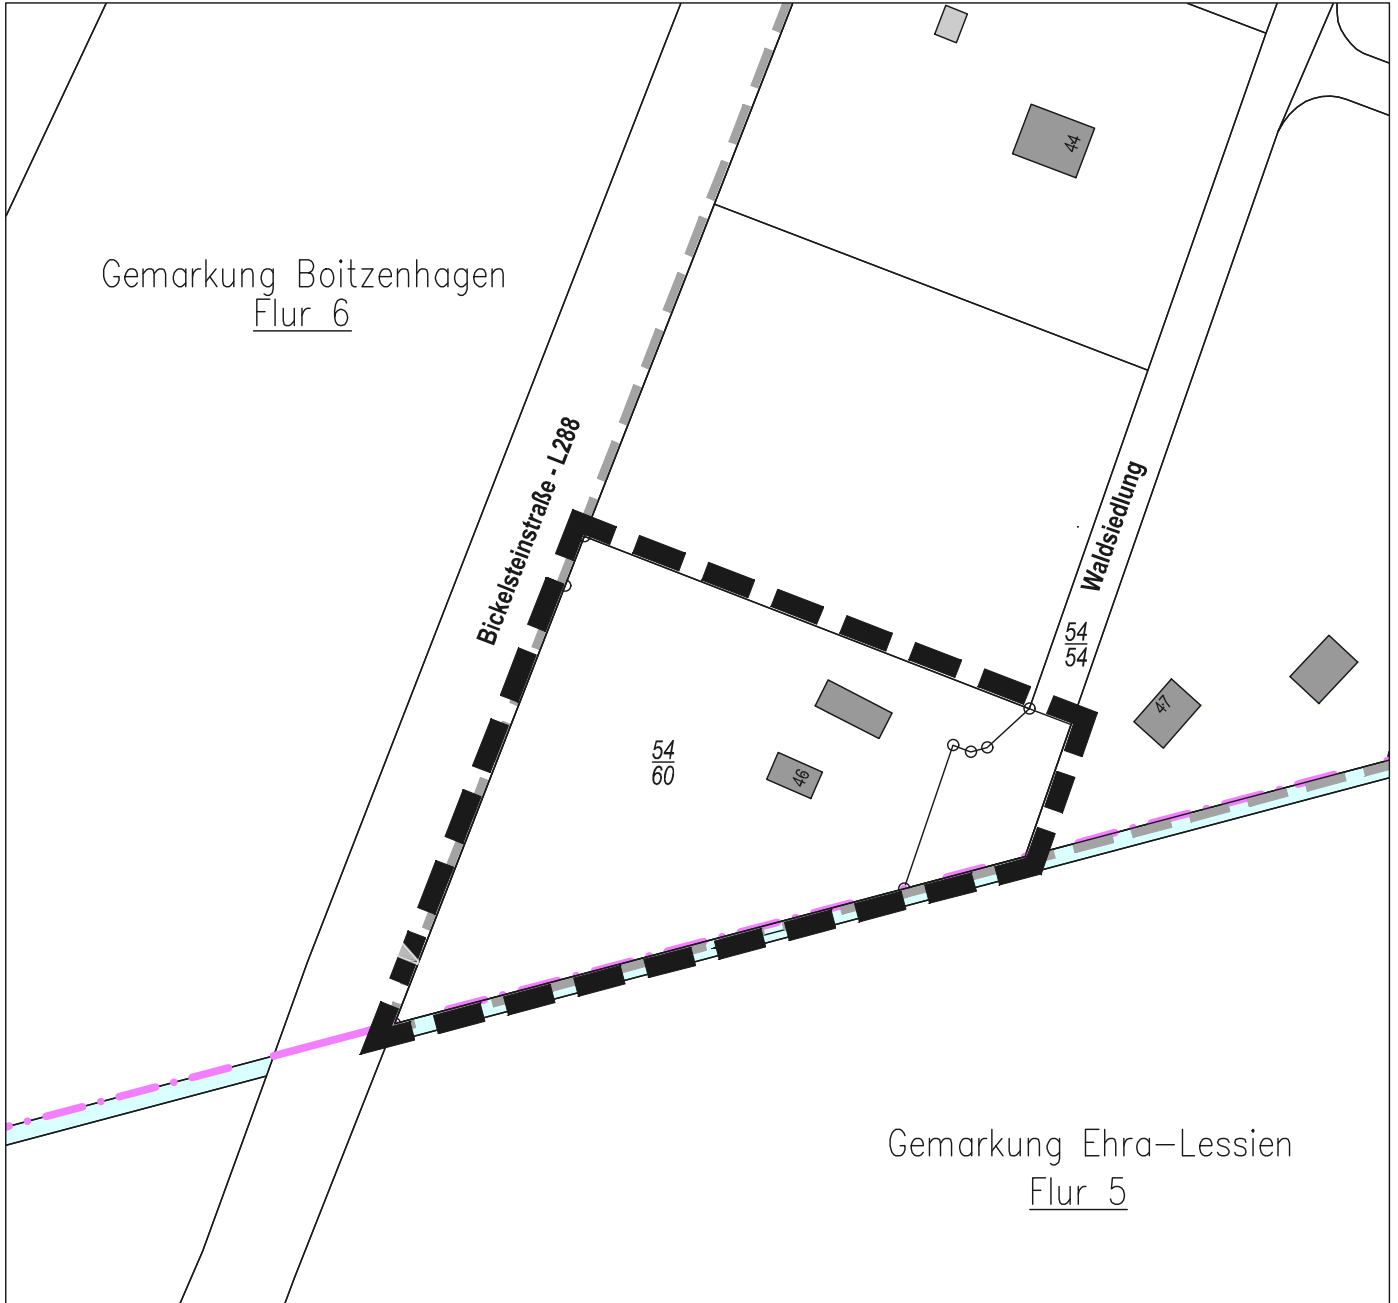 44
Gemarkung Boitzenhagen
Flur 6
Bickelsteinstraße - L288
Waldsiedlung
54
54
47
54
60
46
Gemarkung Ehra-Lessien
Flur 5